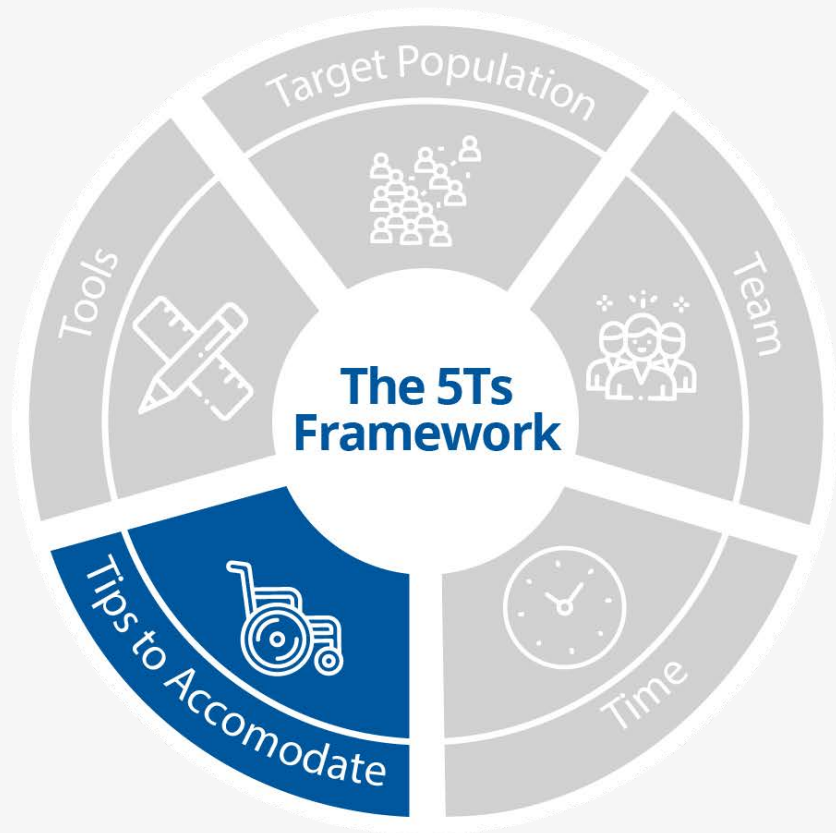 Target Population
Team
Time
Tips to Accomodate
Tools
The 5Ts
Framework